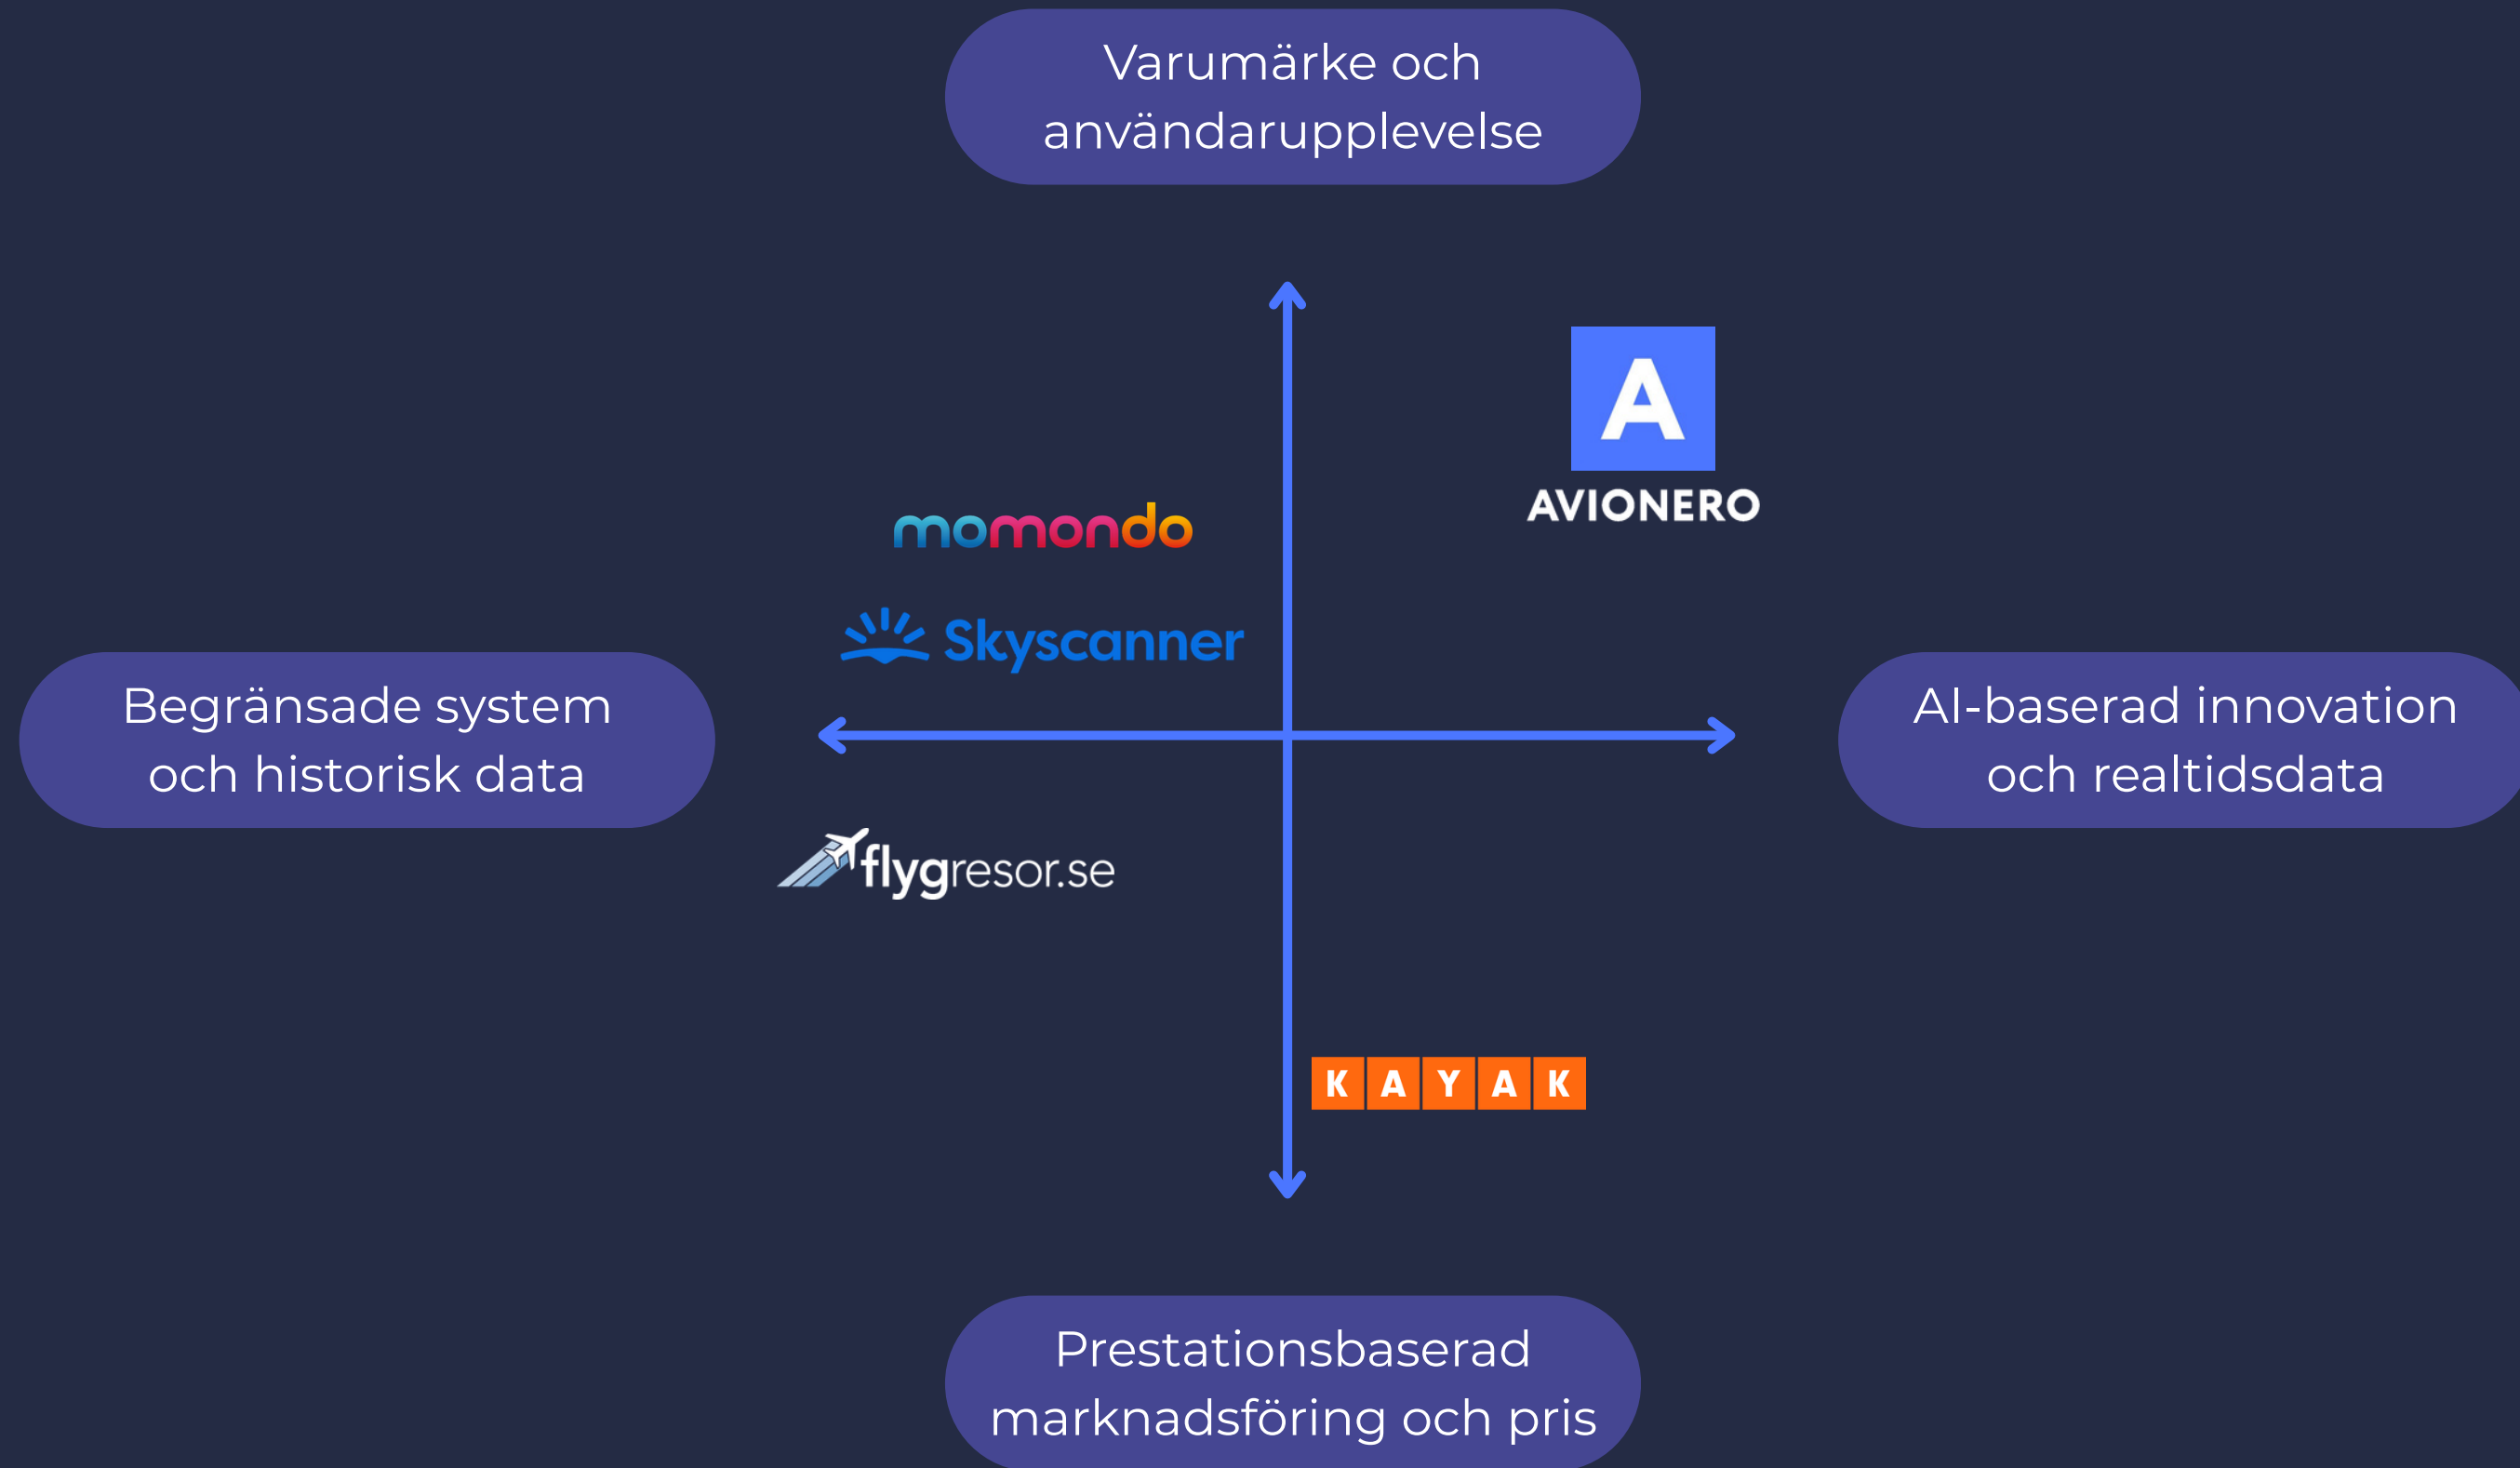 Varumärke och
användarupplevelse
A
AVIONERO
momondo
Skyscanner
Begränsade system
och historisk data
AI-baserad innovation
och realtidsdata
flygresor.se
KAYAK
Prestationsbaserad
marknadsföring och pris